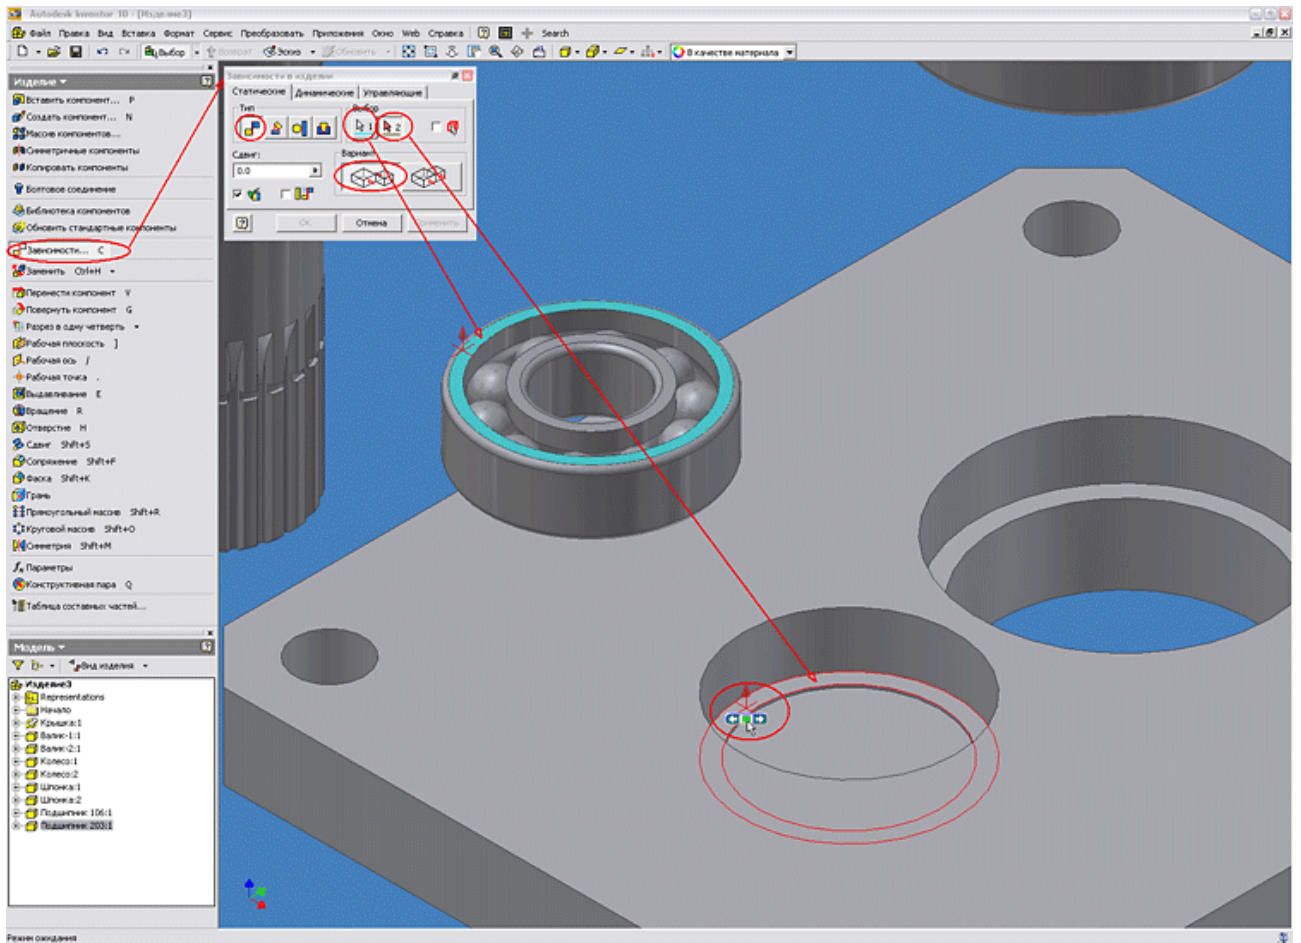 Autodesk Inventor 10 - [Изделие3]
Файл Правка Вид Вставка Формат Сервис Преобразовать Приложения Окно Web Справка Search
Выбор Возврат Эскиз Обновить В качестве материала
Изделие
Вставить компонент... P
Создать компонент... N
Массив компонентов...
Симметричные компоненты
Копировать компоненты
Болтовое соединение
Библиотека компонентов
Обновить стандартные компоненты
Зависимости... C
Заменить Ctrl+H
Перенести компонент V
Повернуть компонент G
Разрез в одну четверть
Рабочая плоскость ]
Рабочая ось /
Рабочая точка .
Выдавливание E
Вращение R
Отверстие H
Сдвиг Shift+S
Сопряжение Shift+F
Фаска Shift+K
Грань
Прямоугольный массив Shift+R
Круговой массив Shift+O
Симметрия Shift+M
Параметры
Конструктивная пара Q
Таблица составных частей...
Модель
Вид изделия
Изделие3
Representations
Начало
Крышка:1
Валик-1:1
Валик-2:1
Колесо:1
Колесо:2
Шпонка:1
Шпонка:2
Подшипник 106:1
Подшипник 203:1
Зависимости в изделии
Статические Динамические Управляющие
Тип Выбор
1 2
Сдвиг: Вариант
0.0
ОК Отмена Применить
Режим ожидания